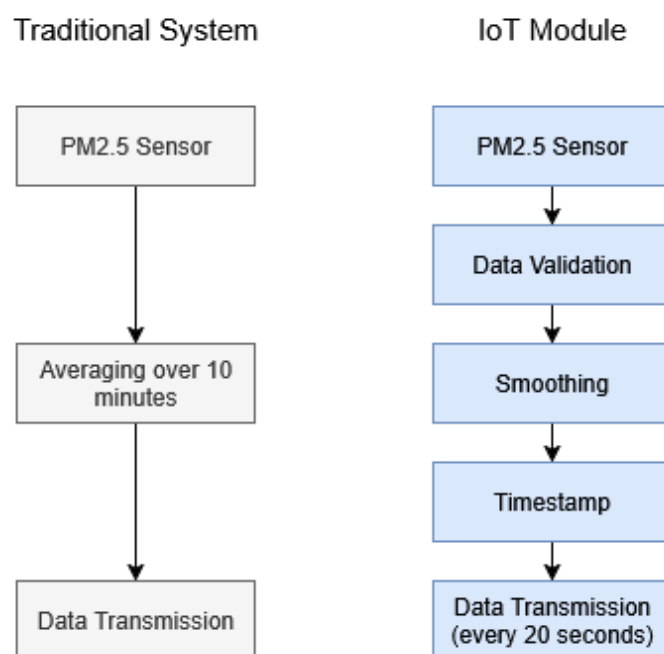 Traditional System
PM2.5 Sensor
Averaging over 10
minutes
Data Transmission
IoT Module
PM2.5 Sensor
Data Validation
Smoothing
Timestamp
Data Transmission
(every 20 seconds)